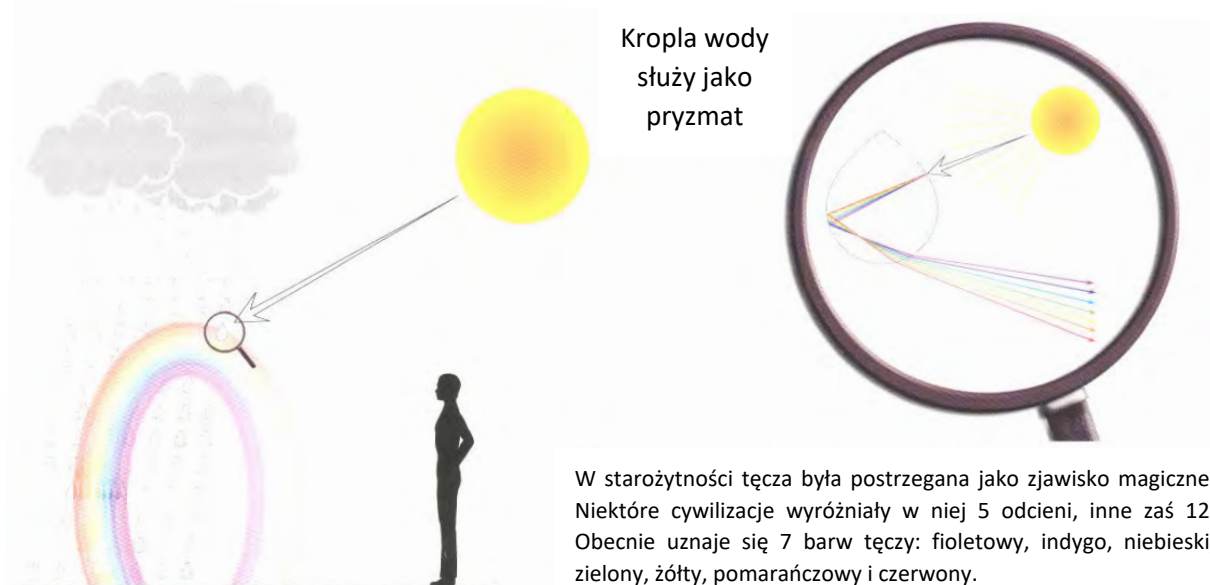 Kropla wody
służy jako
pryzmat
W starożytności tęcza była postrzegana jako zjawisko magiczne
Niektóre cywilizacje wyróżniały w niej 5 odcieni, inne zaś 12
Obecnie uznaje się 7 barw tęczy: fioletowy, indygo, niebieski
zielony, żółty, pomarańczowy i czerwony.